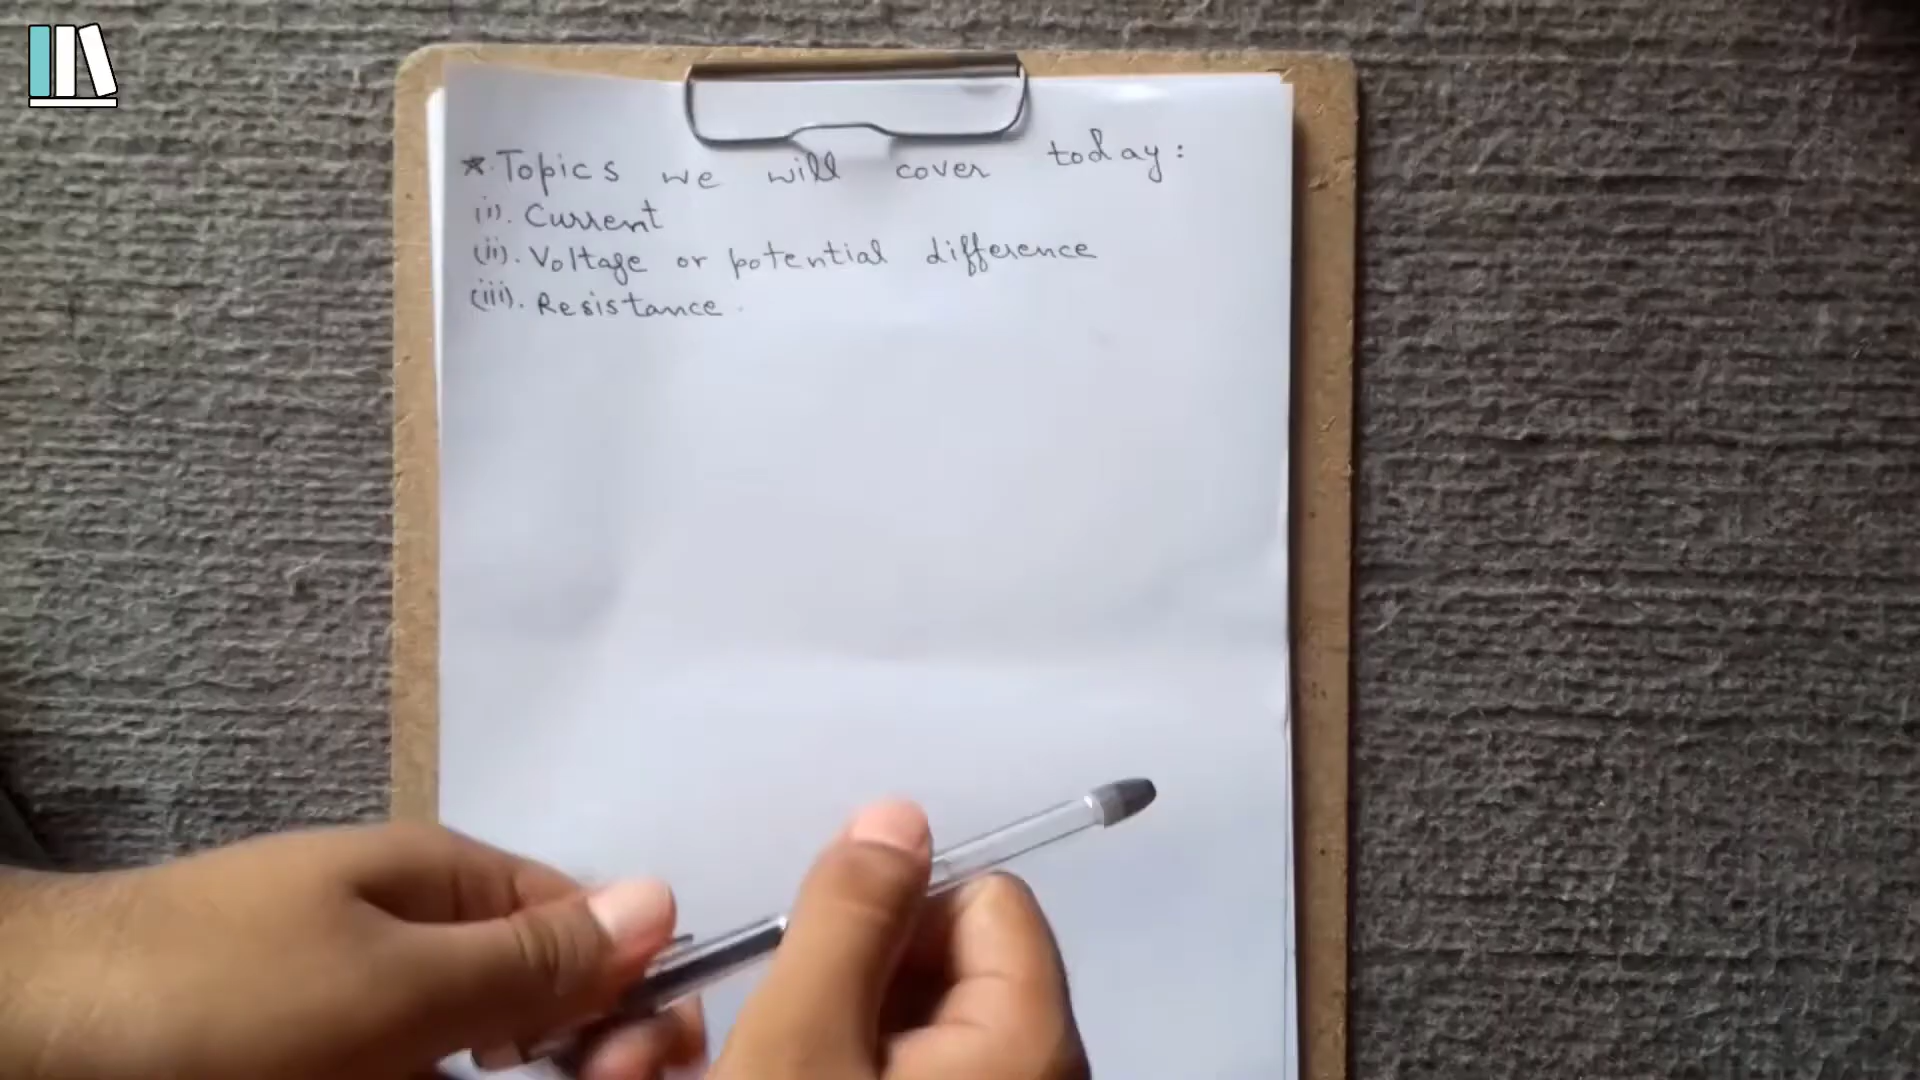 * Topics we will cover today:
(i). Current
(ii). Voltage or potential difference
(iii). Resistance.